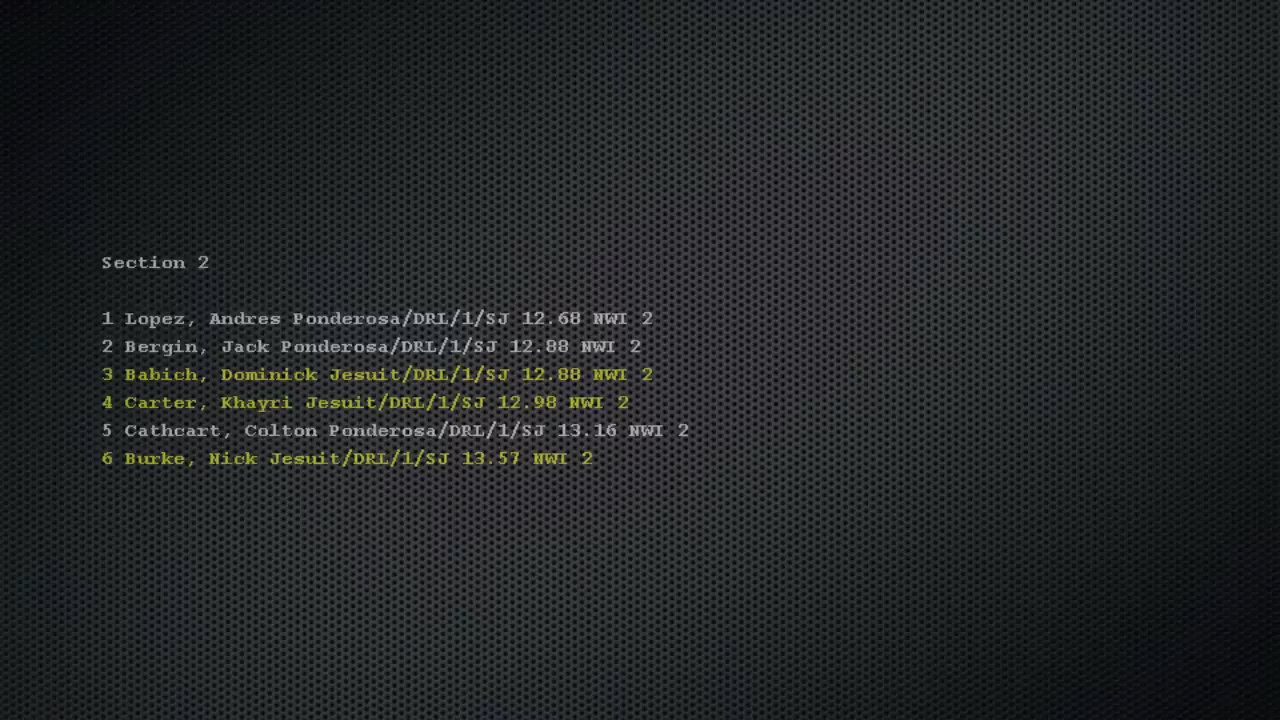 Section 2
1 Lopez, Andres Ponderosa/DRL/1/SJ 12.68 NWI 2
2 Bergin, Jack Ponderosa/DRL/1/SJ 12.88 NWI 2
3 Babich, Dominick Jesuit/DRL/1/SJ 12.88 NWI 2
4 Carter, Khayri Jesuit/DRL/1/SJ 12.98 NWI 2
5 Cathcart, Colton Ponderosa/DRL/1/SJ 13.16 NWI 2
6 Burke, Nick Jesuit/DRL/1/SJ 13.57 NWI 2